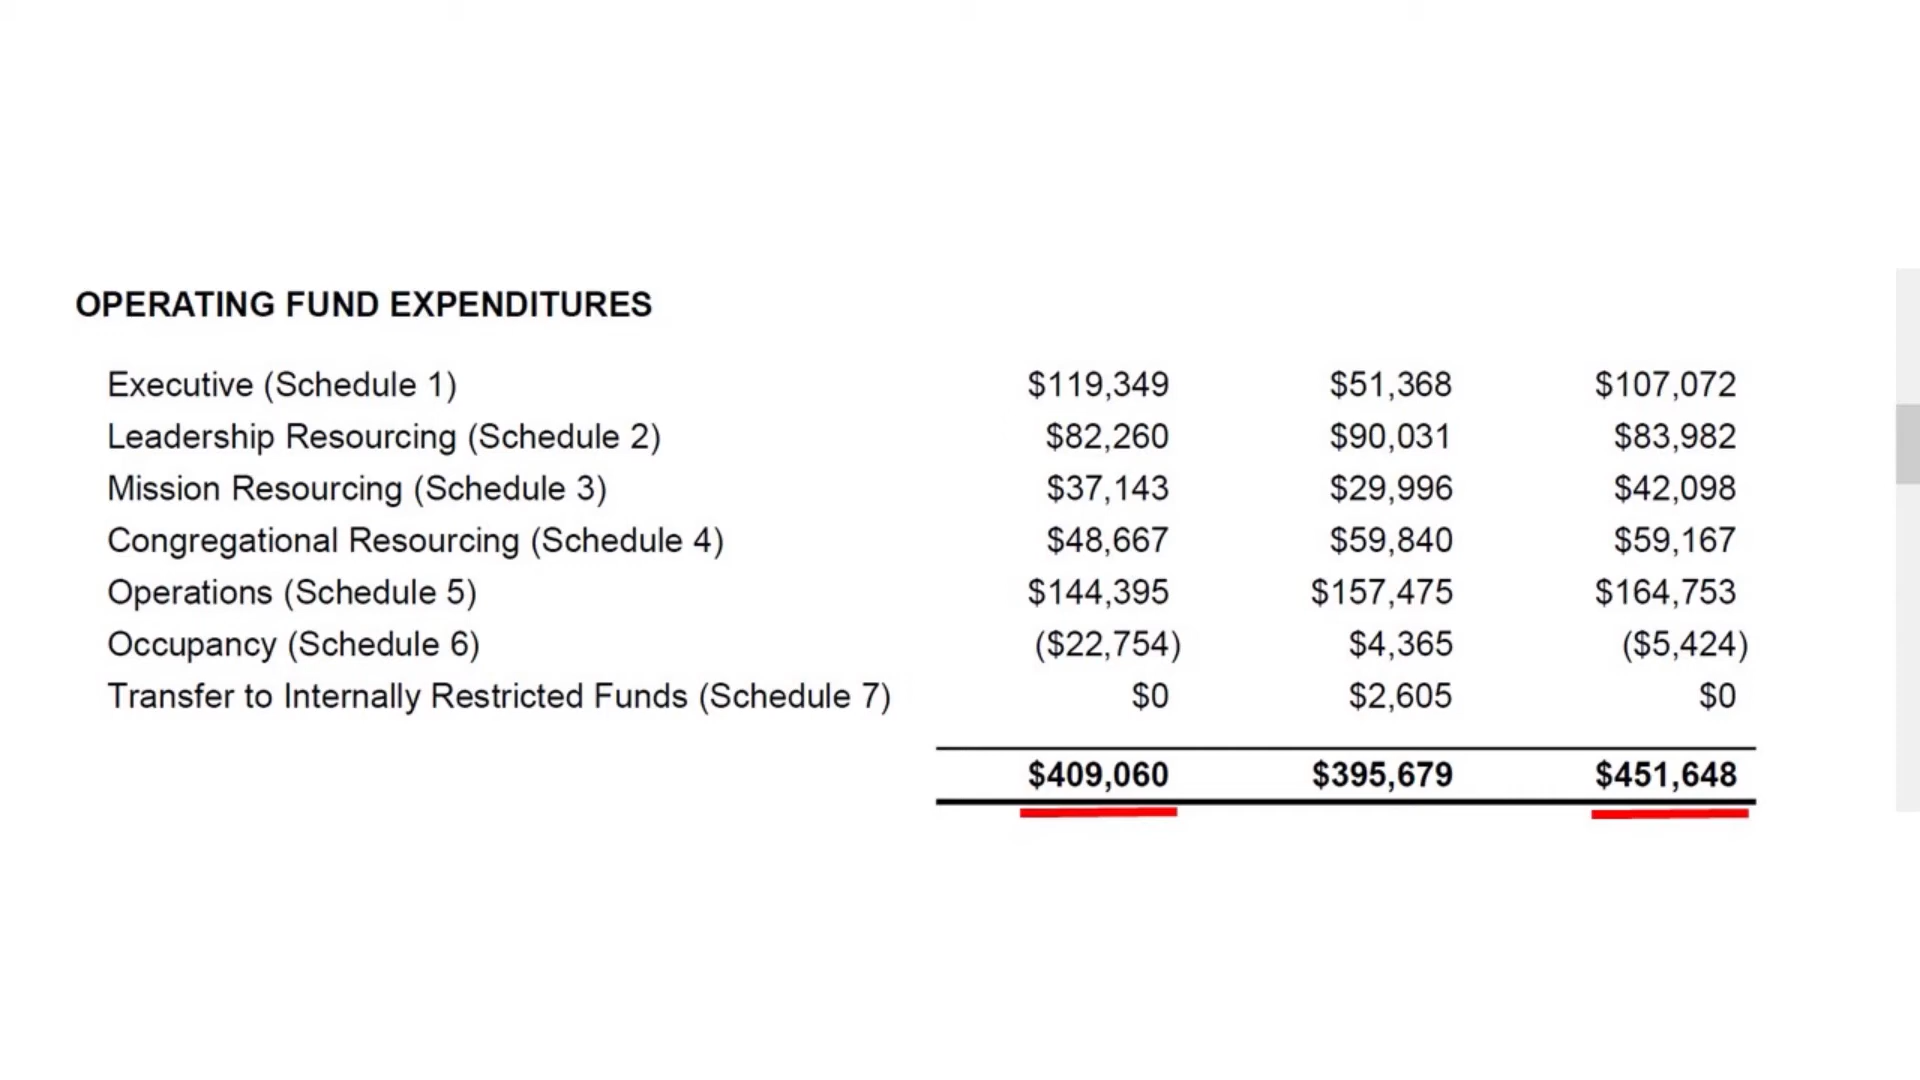 OPERATING FUND EXPENDITURES
Executive (Schedule 1) $119,349 $51,368 $107,072
Leadership Resourcing (Schedule 2) $82,260 $90,031 $83,982
Mission Resourcing (Schedule 3) $37,143 $29,996 $42,098
Congregational Resourcing (Schedule 4) $48,667 $59,840 $59,167
Operations (Schedule 5) $144,395 $157,475 $164,753
Occupancy (Schedule 6) ($22,754) $4,365 ($5,424)
Transfer to Internally Restricted Funds (Schedule 7) $0 $2,605 $0
$409,060 $395,679 $451,648